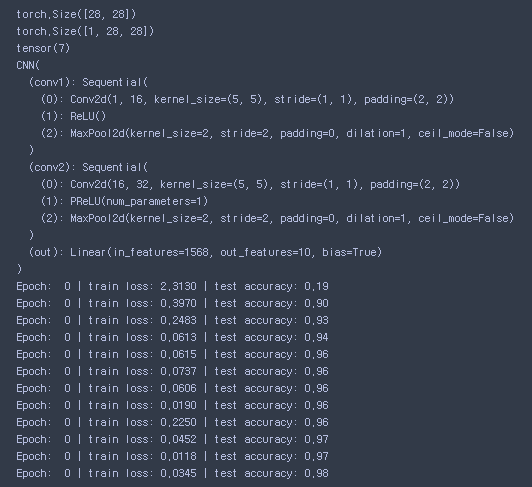 torch.Size([28, 28])
torch.Size([1, 28, 28])
tensor(7)
CNN(
  (conv1): Sequential(
    (0): Conv2d(1, 16, kernel_size=(5, 5), stride=(1, 1), padding=(2, 2))
    (1): ReLU()
    (2): MaxPool2d(kernel_size=2, stride=2, padding=0, dilation=1, ceil_mode=False)
  )
  (conv2): Sequential(
    (0): Conv2d(16, 32, kernel_size=(5, 5), stride=(1, 1), padding=(2, 2))
    (1): PReLU(num_parameters=1)
    (2): MaxPool2d(kernel_size=2, stride=2, padding=0, dilation=1, ceil_mode=False)
  )
  (out): Linear(in_features=1568, out_features=10, bias=True)
)
Epoch:  0 | train loss: 2.3130 | test accuracy: 0.19
Epoch:  0 | train loss: 0.3970 | test accuracy: 0.90
Epoch:  0 | train loss: 0.2483 | test accuracy: 0.93
Epoch:  0 | train loss: 0.0613 | test accuracy: 0.94
Epoch:  0 | train loss: 0.0615 | test accuracy: 0.96
Epoch:  0 | train loss: 0.0737 | test accuracy: 0.96
Epoch:  0 | train loss: 0.0606 | test accuracy: 0.96
Epoch:  0 | train loss: 0.0190 | test accuracy: 0.96
Epoch:  0 | train loss: 0.2250 | test accuracy: 0.96
Epoch:  0 | train loss: 0.0452 | test accuracy: 0.97
Epoch:  0 | train loss: 0.0118 | test accuracy: 0.97
Epoch:  0 | train loss: 0.0345 | test accuracy: 0.98